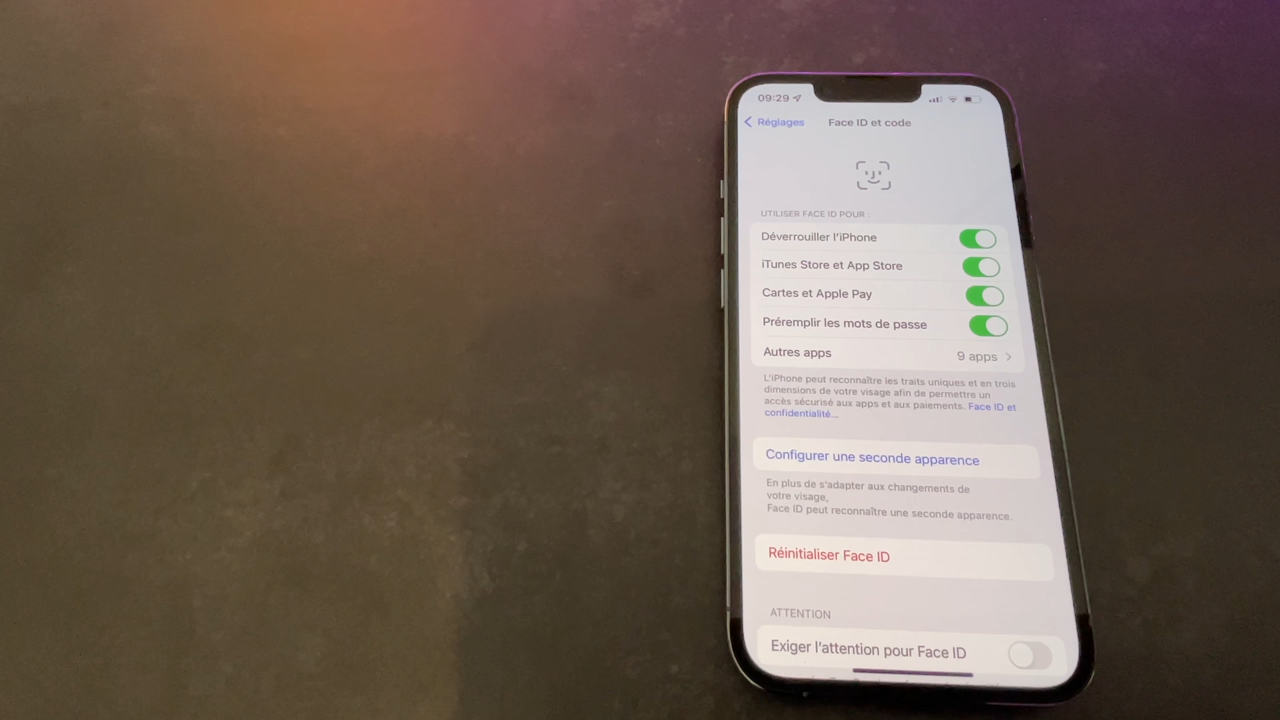 09:29
Réglages
Face ID et code
UTILISER FACE ID POUR :
Déverrouiller l'iPhone
iTunes Store et App Store
Cartes et Apple Pay
Préremplir les mots de passe
Autres apps
9 apps
L'iPhone peut reconnaître les traits uniques et en trois
dimensions de votre visage afin de permettre un
accès sécurisé aux apps et aux paiements. Face ID et
confidentialité...
Configurer une seconde apparence
En plus de s'adapter aux changements de
votre visage,
Face ID peut reconnaître une seconde apparence.
Réinitialiser Face ID
ATTENTION
Exiger l'attention pour Face ID